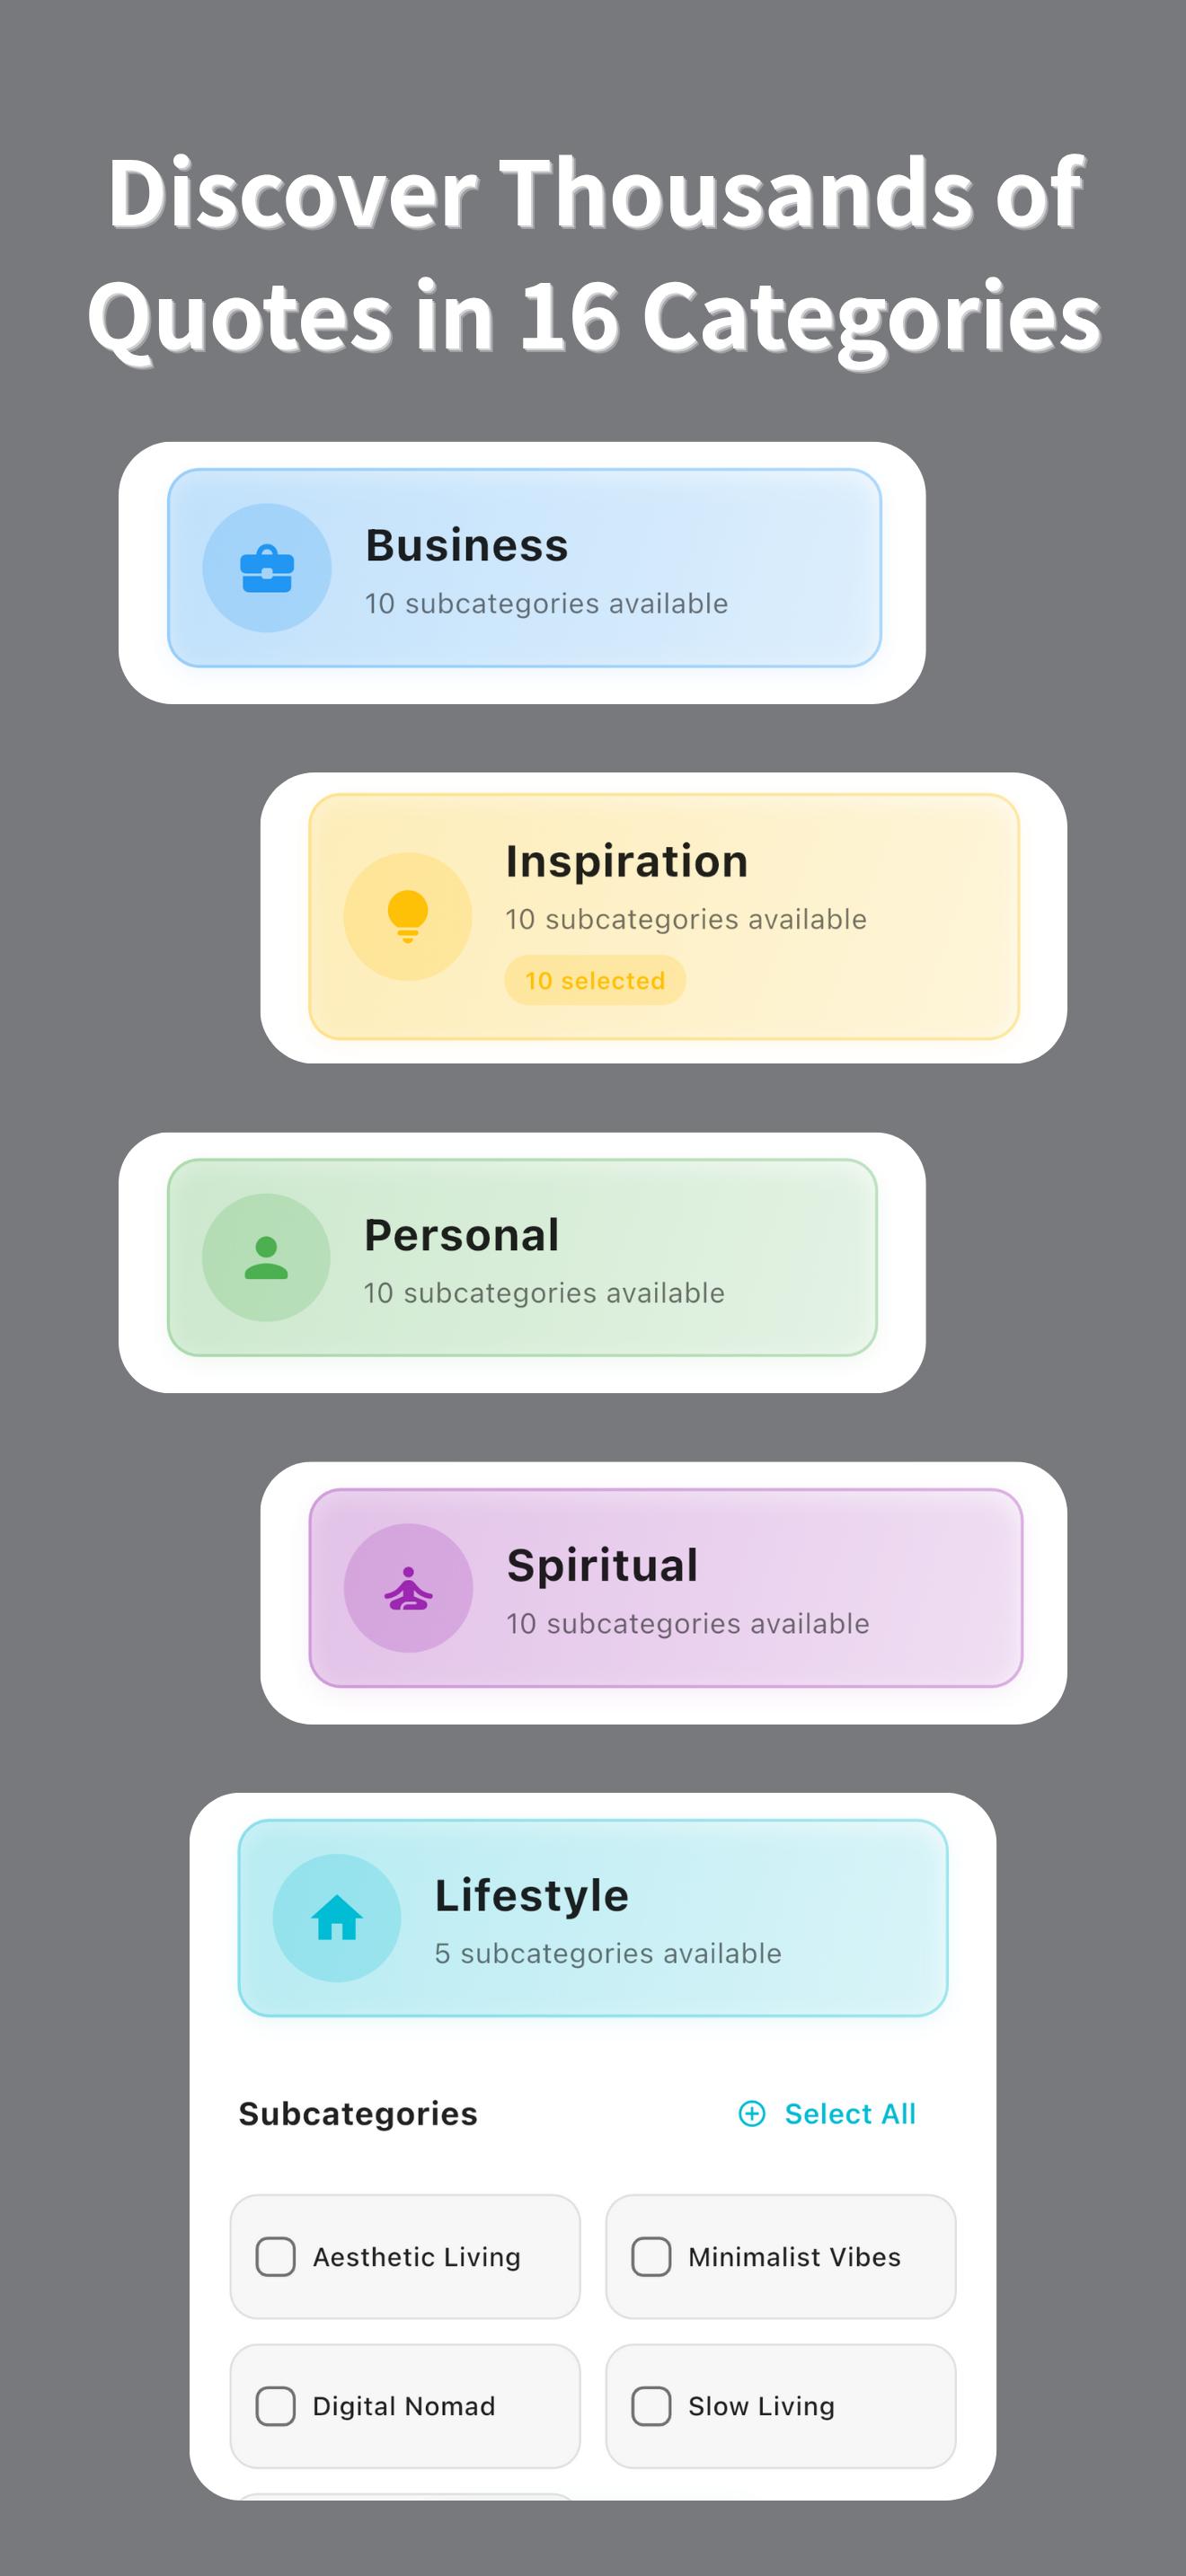 Discover Thousands of
Quotes in 16 Categories
Business
10 subcategories available
Inspiration
10 subcategories available
10 selected
Personal
10 subcategories available
Spiritual
10 subcategories available
Lifestyle
5 subcategories available
Subcategories
Select All
Aesthetic Living
Minimalist Vibes
Digital Nomad
Slow Living